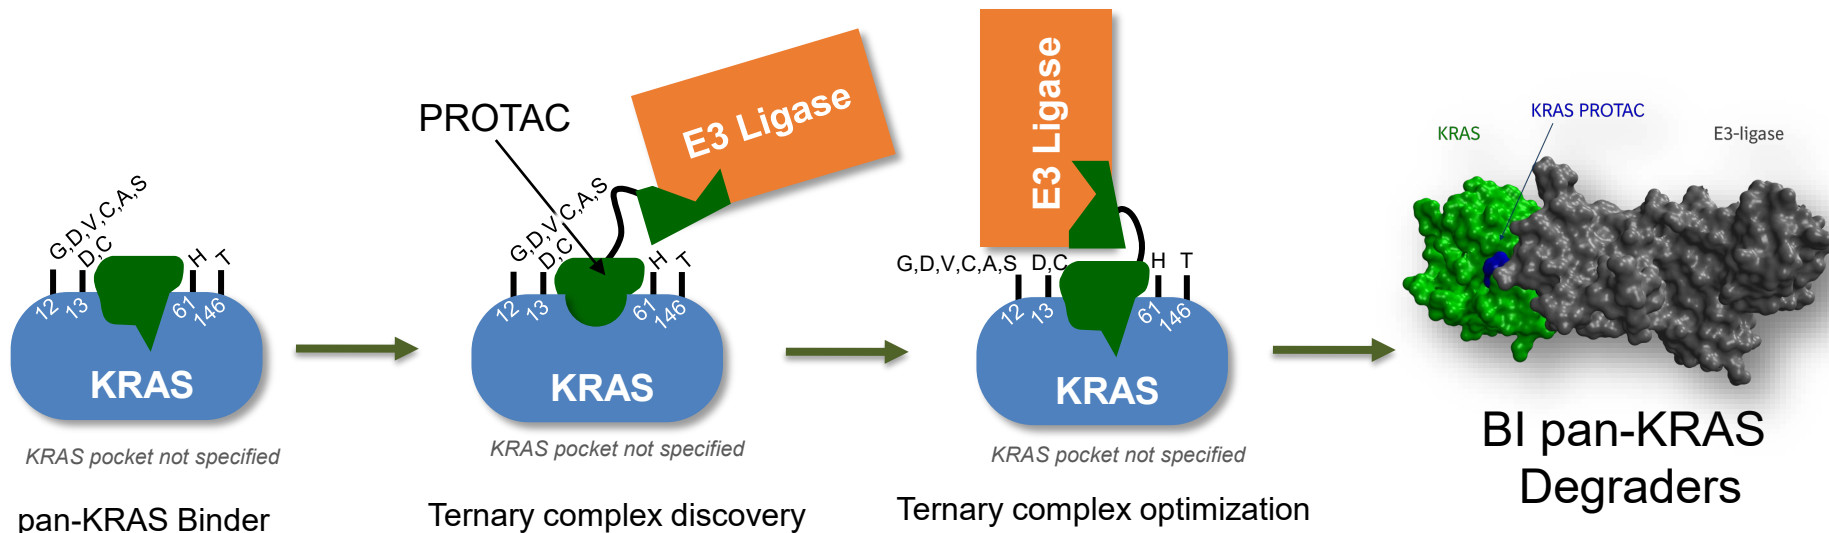 G,D,V,C,A,S
D,C
H
T
12
13
61
146
KRAS
KRAS pocket not specified
pan-KRAS Binder
PROTAC
E3 Ligase
G,D,V,C,A,S
D,C
H
T
12
13
61
146
KRAS
KRAS pocket not specified
Ternary complex discovery
E3 Ligase
G,D,V,C,A,S
D,C
H
T
12
13
61
146
KRAS
KRAS pocket not specified
Ternary complex optimization
KRAS PROTAC
KRAS
E3-ligase
BI pan-KRAS
Degraders